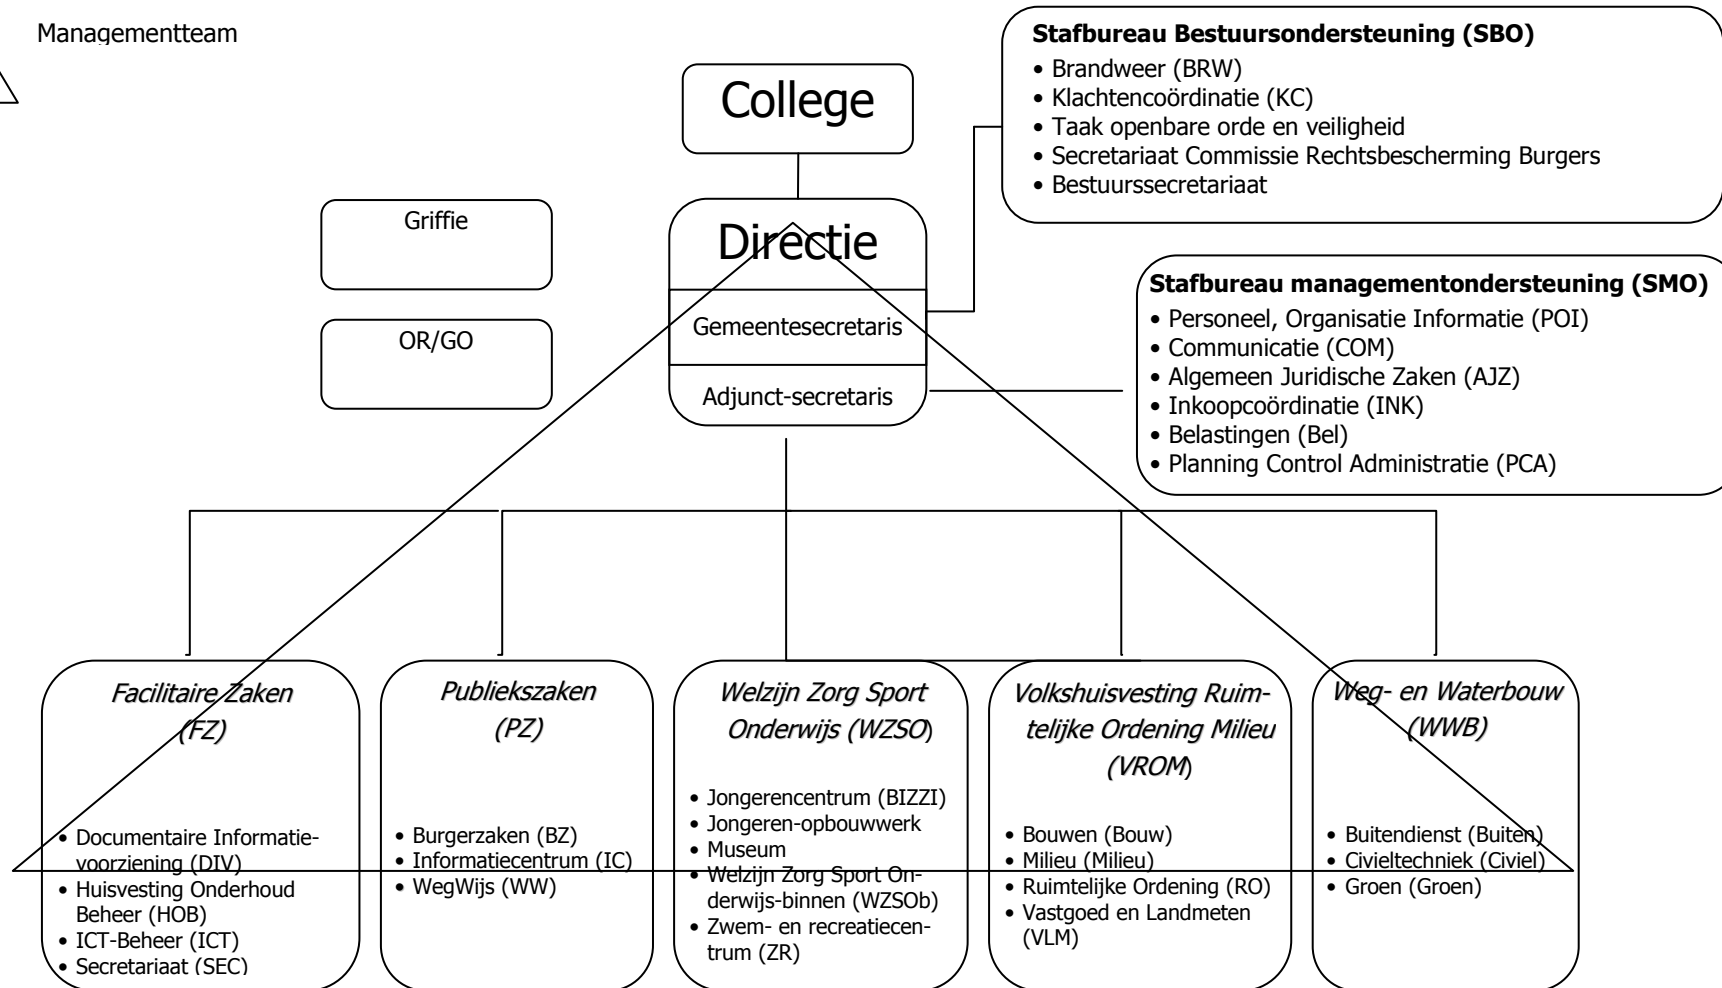 Managementteam
College
Griffie
OR/GO
Directie
Gemeentesecretaris
Adjunct-secretaris
Stafbureau Bestuursondersteuning (SBO)
• Brandweer (BRW)
• Klachtencoördinatie (KC)
• Taak openbare orde en veiligheid
• Secretariaat Commissie Rechtsbescherming Burgers
• Bestuurssecretariaat
Stafbureau managementondersteuning (SMO)
• Personeel, Organisatie Informatie (POI)
• Communicatie (COM)
• Algemeen Juridische Zaken (AJZ)
• Inkoopcoördinatie (INK)
• Belastingen (Bel)
• Planning Control Administratie (PCA)
Facilitaire Zaken
(FZ)
• Documentaire Informatie-
voorziening (DIV)
• Huisvesting Onderhoud
Beheer (HOB)
• ICT-Beheer (ICT)
• Secretariaat (SEC)
Publiekszaken
(PZ)
• Burgerzaken (BZ)
• Informatiecentrum (IC)
• WegWijs (WW)
Welzijn Zorg Sport
Onderwijs (WZSO)
• Jongerencentrum (BIZZI)
• Jongeren-opbouwwerk
• Museum
• Welzijn Zorg Sport On-
derwijs-binnen (WZSOb)
• Zwem- en recreatiecen-
trum (ZR)
Volkshuisvesting Ruim-
telijke Ordening Milieu
(VROM)
• Bouwen (Bouw)
• Milieu (Milieu)
• Ruimtelijke Ordening (RO)
• Vastgoed en Landmeten
(VLM)
Weg- en Waterbouw
(WWB)
• Buitendienst (Buiten)
• Civieltechniek (Civiel)
• Groen (Groen)